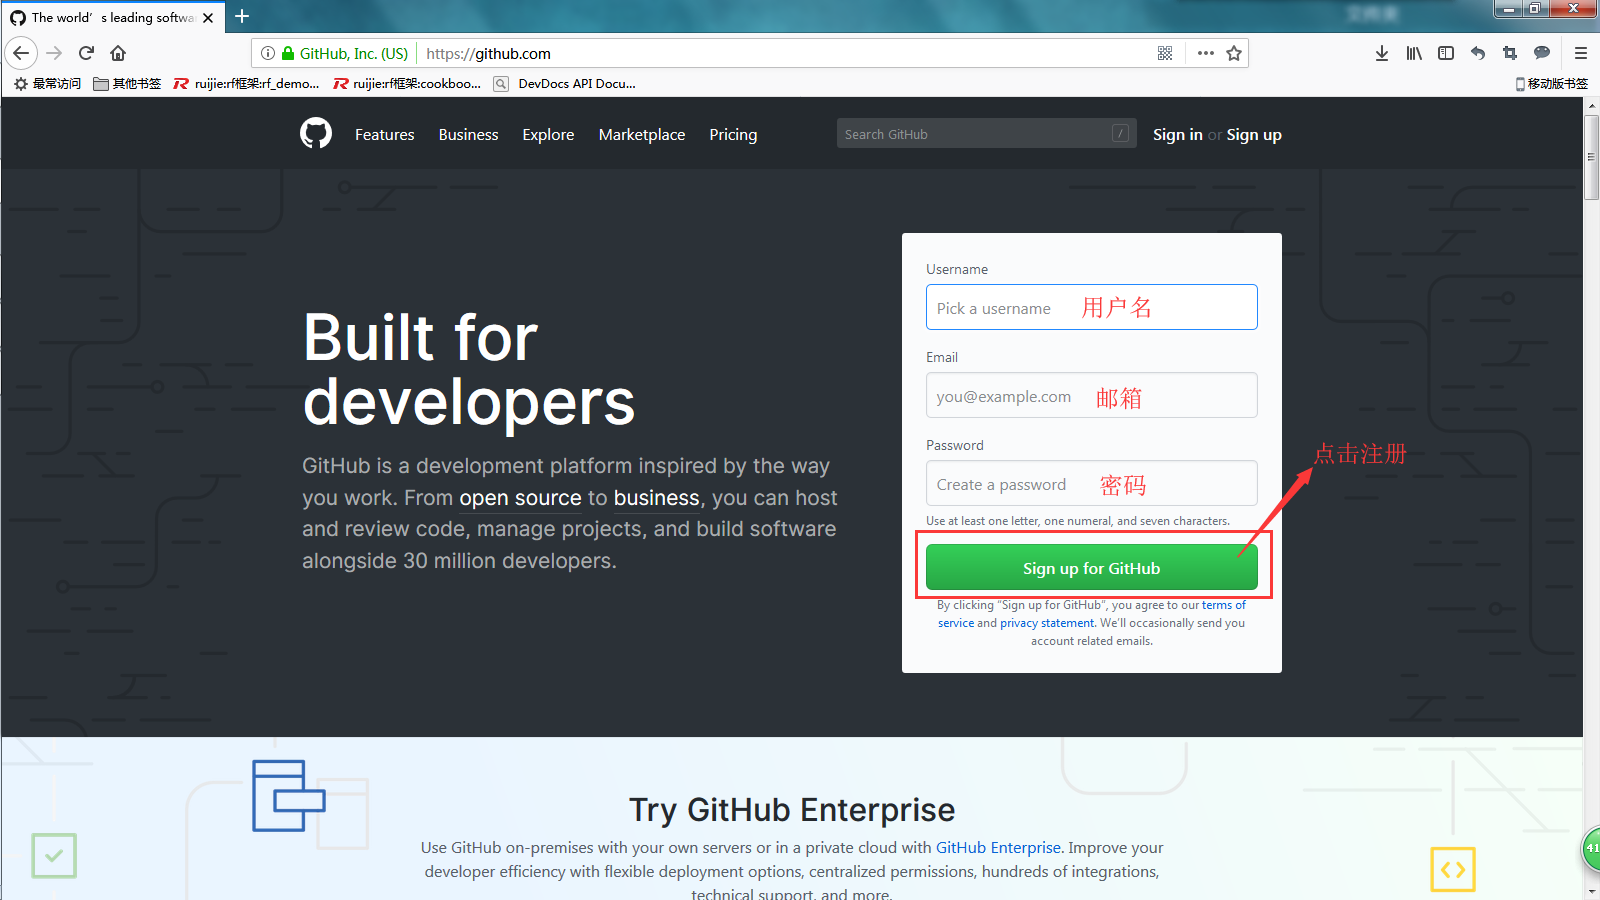 The world's leading softwa
GitHub, Inc. (US)
https://github.com
最常访问
其他书签
ruijie:rf框架:rf_demo...
ruijie:rf框架:cookboo...
DevDocs API Docu...
移动版书签
Features
Business
Explore
Marketplace
Pricing
Search GitHub
/
Sign in or Sign up
Built for
developers
GitHub is a development platform inspired by the way
you work. From open source to business, you can host
and review code, manage projects, and build software
alongside 30 million developers.
Username
Pick a username
用户名
Email
you@example.com
邮箱
Password
Create a password
密码
Use at least one letter, one numeral, and seven characters.
点击注册
Sign up for GitHub
By clicking “Sign up for GitHub”, you agree to our terms of
service and privacy statement. We’ll occasionally send you
account related emails.
Try GitHub Enterprise
Use GitHub on-premises with your own servers or in a private cloud with GitHub Enterprise. Improve your
developer efficiency with flexible deployment options, centralized permissions, hundreds of integrations,
technical support, and more.
41